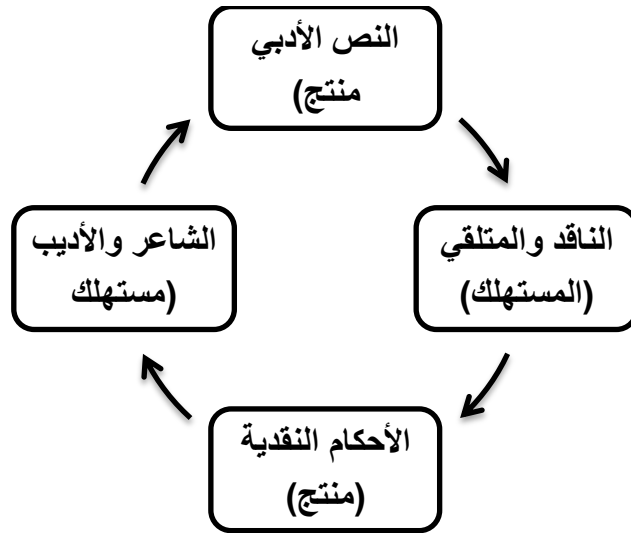 النص الأدبي
(منتج
الناقد والمتلقي
(المستهلك)
الأحكام النقدية
(منتج)
الشاعر والأديب
(مستهلك